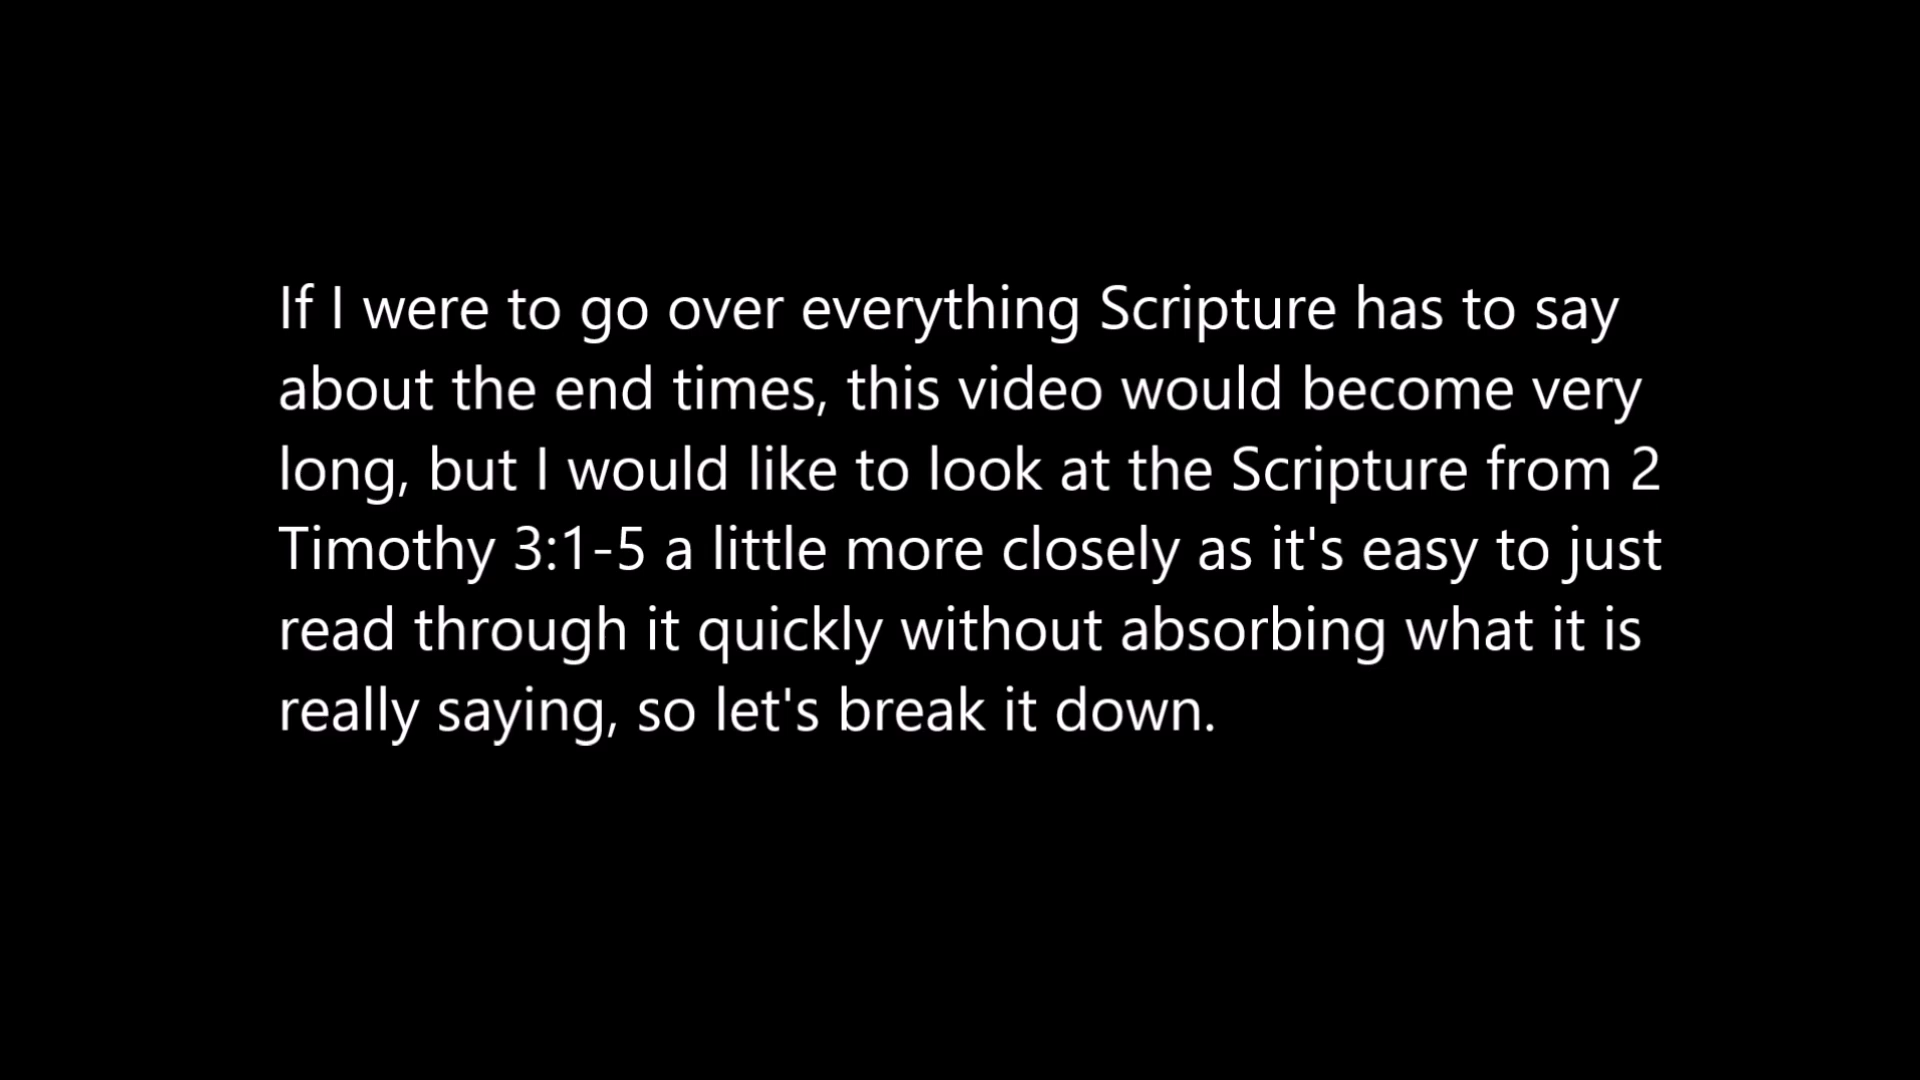 If I were to go over everything Scripture has to say
about the end times, this video would become very
long, but I would like to look at the Scripture from 2
Timothy 3:1-5 a little more closely as it's easy to just
read through it quickly without absorbing what it is
really saying, so let's break it down.